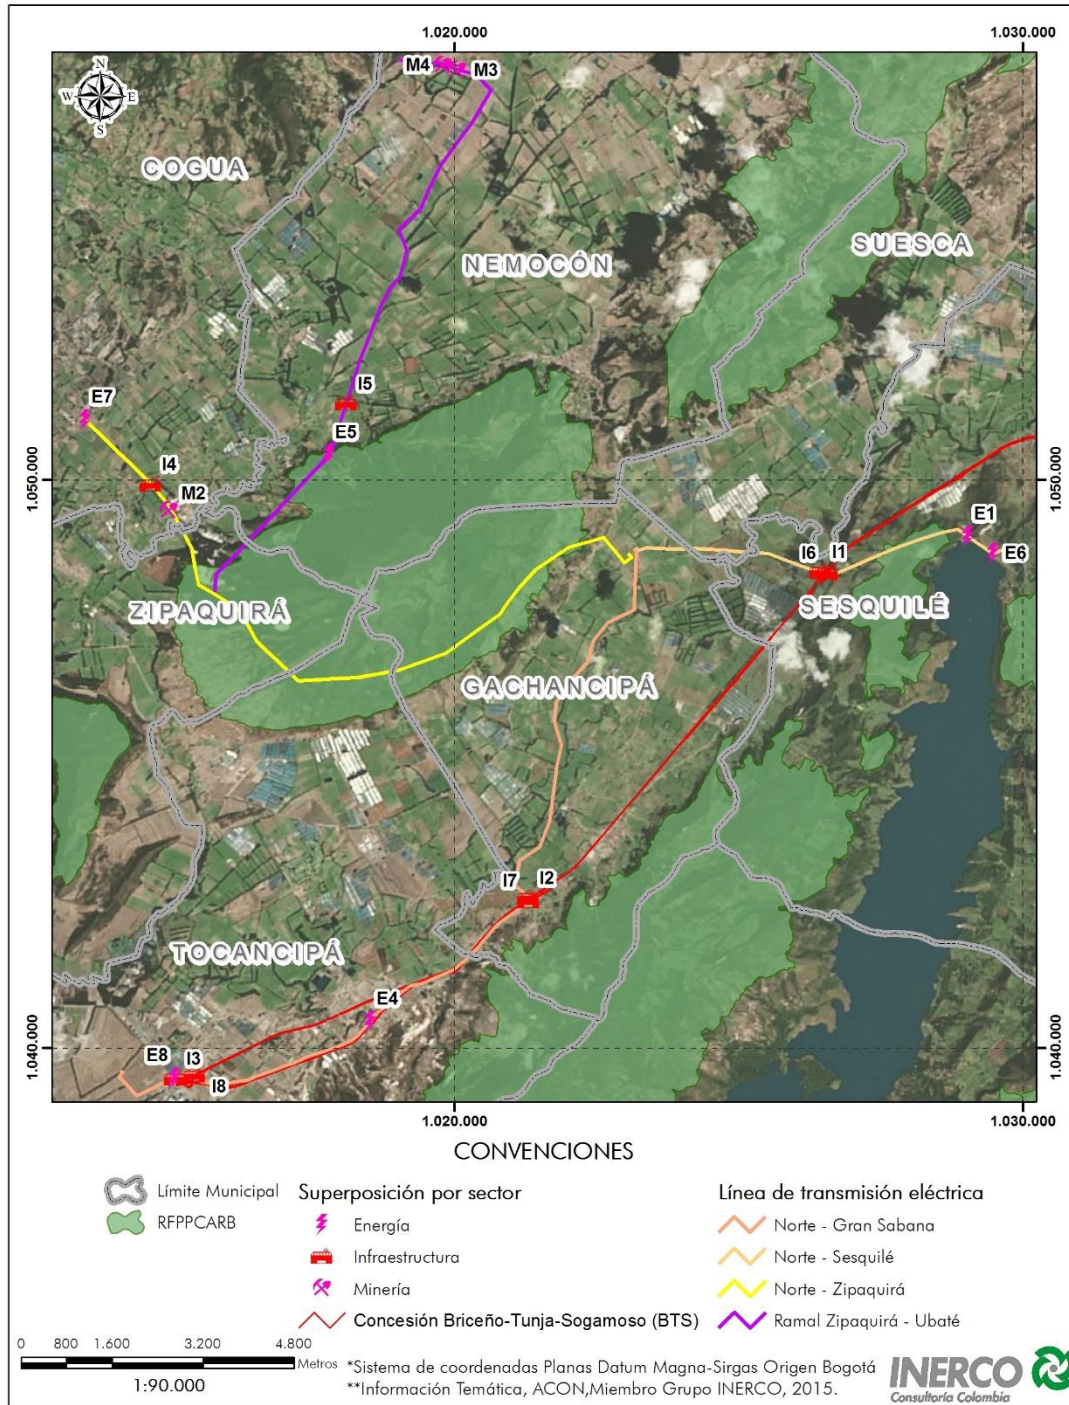 1.020.000
1.030.000
N
W E
S
M4
M3
COGUA
NEMOCÓN
SUESCA
E7
I5
E5
I4
M2
1.050.000
1.050.000
E1
I6
I1
E6
ZIPAQUIRÁ
SESQUILÉ
GACHANCIPÁ
I7
I2
TOCANCIPÁ
E4
E8
I3
I8
1.040.000
1.040.000
1.020.000
1.030.000
CONVENCIONES
Límite Municipal
RFPPCARB
Superposición por sector
Energía
Infraestructura
Minería
Concesión Briceño-Tunja-Sogamoso (BTS)
Línea de transmisión eléctrica
Norte - Gran Sabana
Norte - Sesquilé
Norte - Zipaquirá
Ramal Zipaquirá - Ubaté
0 800 1.600 3.200 4.800
Metros
1:90.000
*Sistema de coordenadas Planas Datum Magna-Sirgas Origen Bogotá
**Información Temática, ACON,Miembro Grupo INERCO, 2015.
INERCO
Consultoría Colombia